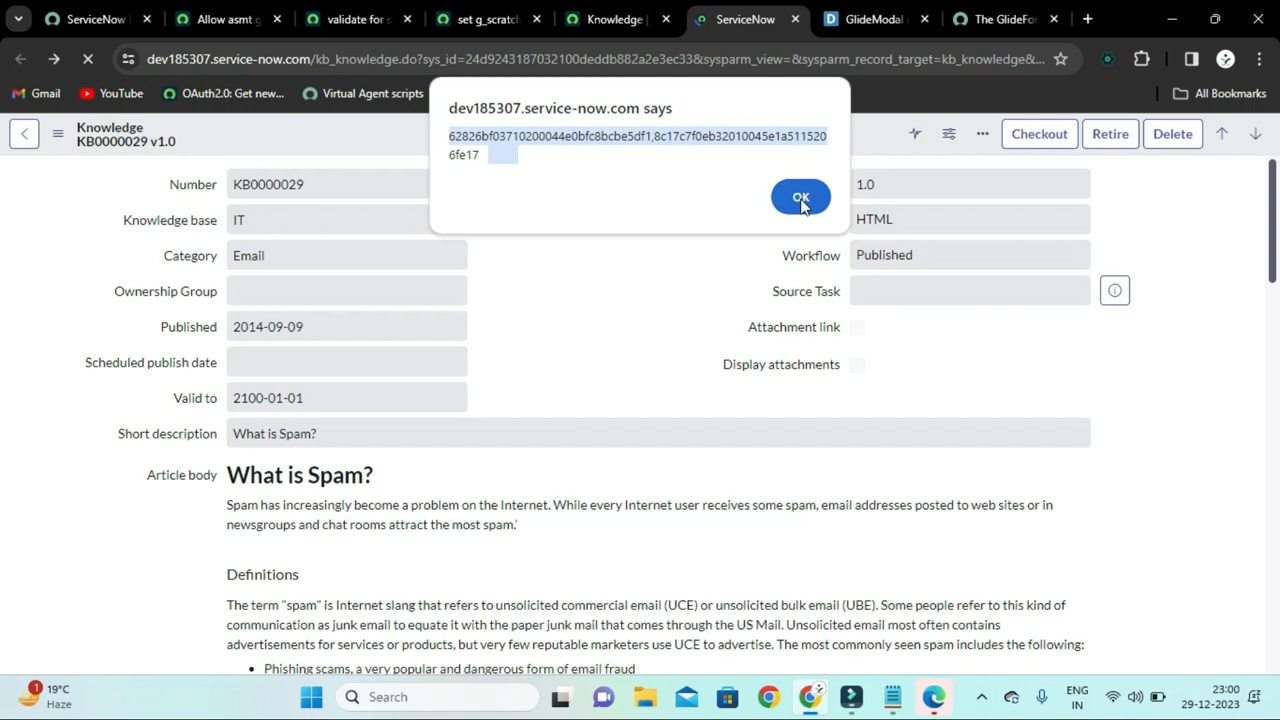 ServiceNow
Allow asmt g
validate for s
set g_scratch
Knowledge
ServiceNow
GlideModal
The GlideFor
dev185307.service-now.com/kb_knowledge.do?sys_id=24d9243187032100deddb882a2e3ec33&sysparm_view=&sysparm_record_target=kb_knowledge&...
Gmail
YouTube
OAuth2.0: Get new...
Virtual Agent scripts
All Bookmarks
dev185307.service-now.com says
62826bf03710200044e0bfc8bcbe5df1,8c17c7f0eb32010045e1a511520
6fe17
OK
Knowledge
KB0000029 v1.0
Checkout
Retire
Delete
Number KB0000029
Knowledge base IT
Category Email
Ownership Group
Published 2014-09-09
Scheduled publish date
Valid to 2100-01-01
1.0
HTML
Workflow Published
Source Task
Attachment link
Display attachments
Short description What is Spam?
Article body What is Spam?
Spam has increasingly become a problem on the Internet. While every Internet user receives some spam, email addresses posted to web sites or in
newsgroups and chat rooms attract the most spam.'
Definitions
The term "spam" is Internet slang that refers to unsolicited commercial email (UCE) or unsolicited bulk email (UBE). Some people refer to this kind of
communication as junk email to equate it with the paper junk mail that comes through the US Mail. Unsolicited email most often contains
advertisements for services or products, but very few reputable marketers use UCE to advertise. The most commonly seen spam includes the following:
• Phishing scams, a very popular and dangerous form of email fraud
1
19°C
Haze
Search
ENG
IN
23:00
29-12-2023